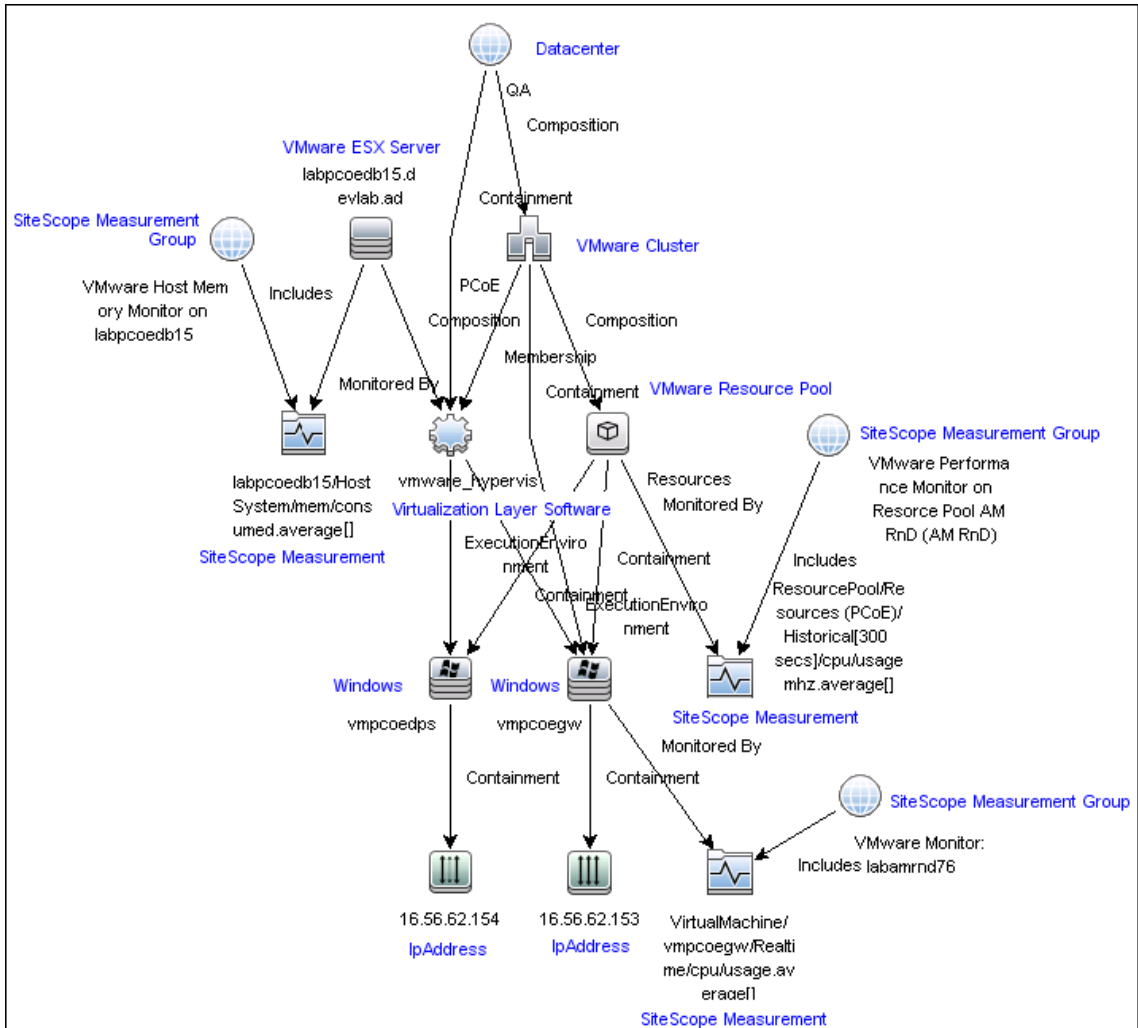 Datacenter
QA
Composition
VMware ESX Server
labpcoedb15.d
evlab.ad
Containment
SiteScope Measurement
Group
VMware Cluster
VMware Host Mem
ory Monitor on
labpcoedb15
Includes
PCoE
Composition
Composition
Membership
Monitored By
Containment
VMware Resource Pool
SiteScope Measurement Group
VMware Performa
nce Monitor on
Resorce Pool AM
RnD (AM RnD)
labpcoedb15/Host
System/mem/cons
umed.average[]
SiteScope Measurement
vmware_hypervis
Virtualization Layer Software
Resources
Monitored By
ExecutionEnviro
nment
Containment
Containment
ExecutionEnviro
nment
Includes
ResourcePool/Re
sources (PCoE)/
Historical[300
secs]/cpu/usage
mhz.average[]
SiteScope Measurement
Windows
vmpcoedps
Windows
vmpcoegw
Monitored By
Containment
Containment
SiteScope Measurement Group
VMware Monitor:
labamrnd76
Includes
16.56.62.154
IpAddress
16.56.62.153
IpAddress
VirtualMachine/
vmpcoegw/Realti
me/cpu/usage.av
erage[]
SiteScope Measurement